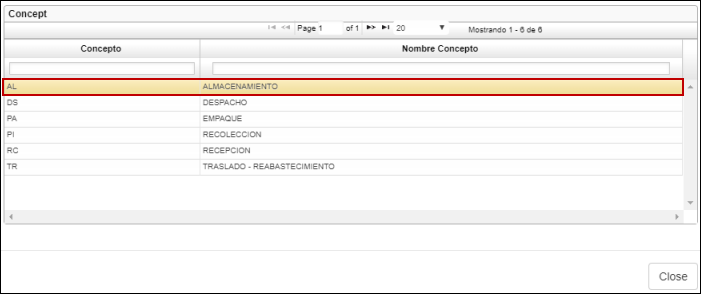 Concept
Page 1 of 1 20 Mostrando 1 - 6 de 6
Concepto Nombre Concepto
AL ALMACENAMIENTO
DS DESPACHO
PA EMPAQUE
PI RECOLECCION
RC RECEPCION
TR TRASLADO - REABASTECIMIENTO
Close